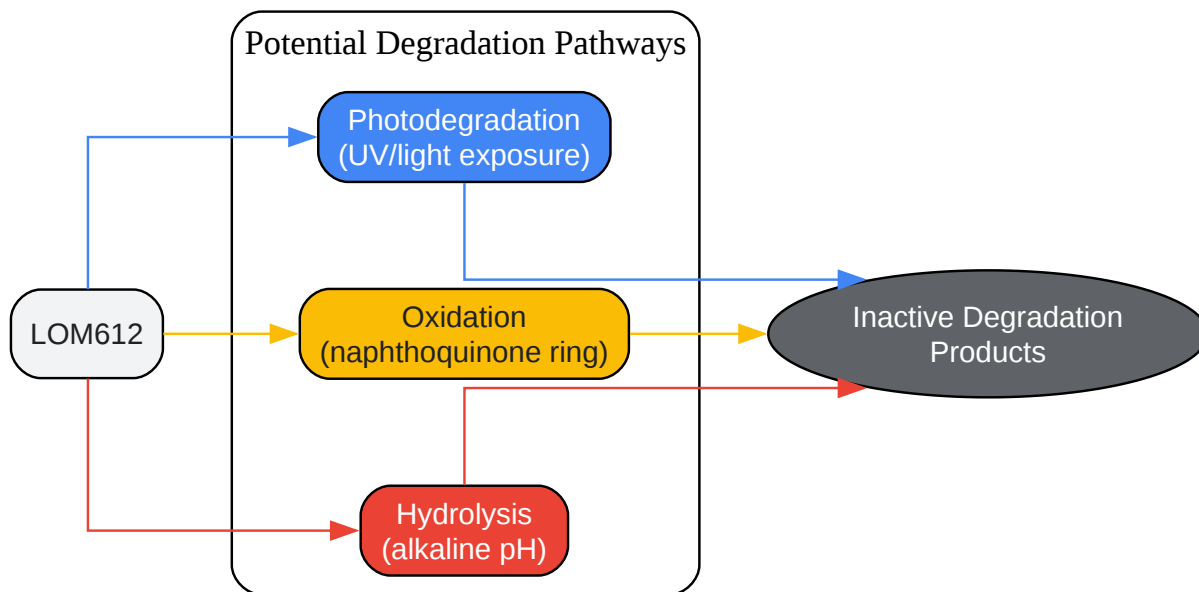 Potential Degradation Pathways
Photodegradation
(UV/light exposure)
LOM612
Oxidation
(naphthoquinone ring)
Inactive Degradation
Products
Hydrolysis
(alkaline pH)